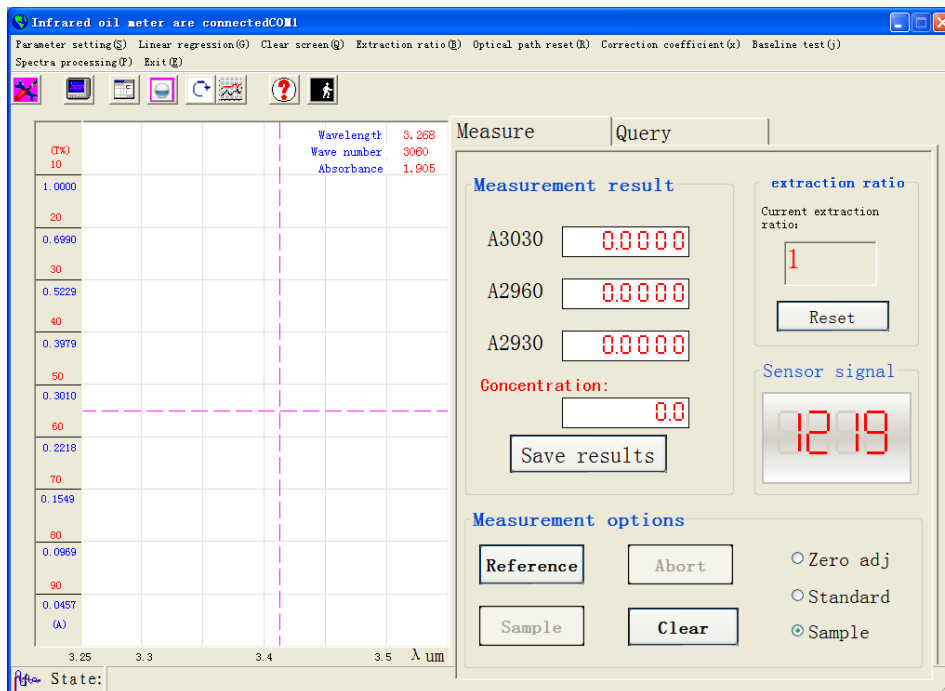 Infrared oil meter are connectedCOM1
Parameter setting(S) Linear regression(G) Clear screen(Q) Extraction ratio(B) Optical path reset(R) Correction coefficient(x) Baseline test(j)
Spectra processing(P) Exit(E)
Wavelength 3.268
Wave number 3060
Absorbance 1.905
(T%)
10
1.0000
20
0.6990
30
0.5229
40
0.3979
50
0.3010
60
0.2218
70
0.1549
80
0.0969
90
0.0457
(A)
3.25 3.3 3.4 3.5 λum
State:
Measure Query
Measurement result
A3030 0.0000
A2960 0.0000
A2930 0.0000
Concentration:
0.0
Save results
extraction ratio
Current extraction
ratio:
1
Reset
Sensor signal
1219
Measurement options
Reference Abort
Sample Clear
Zero adj
Standard
Sample